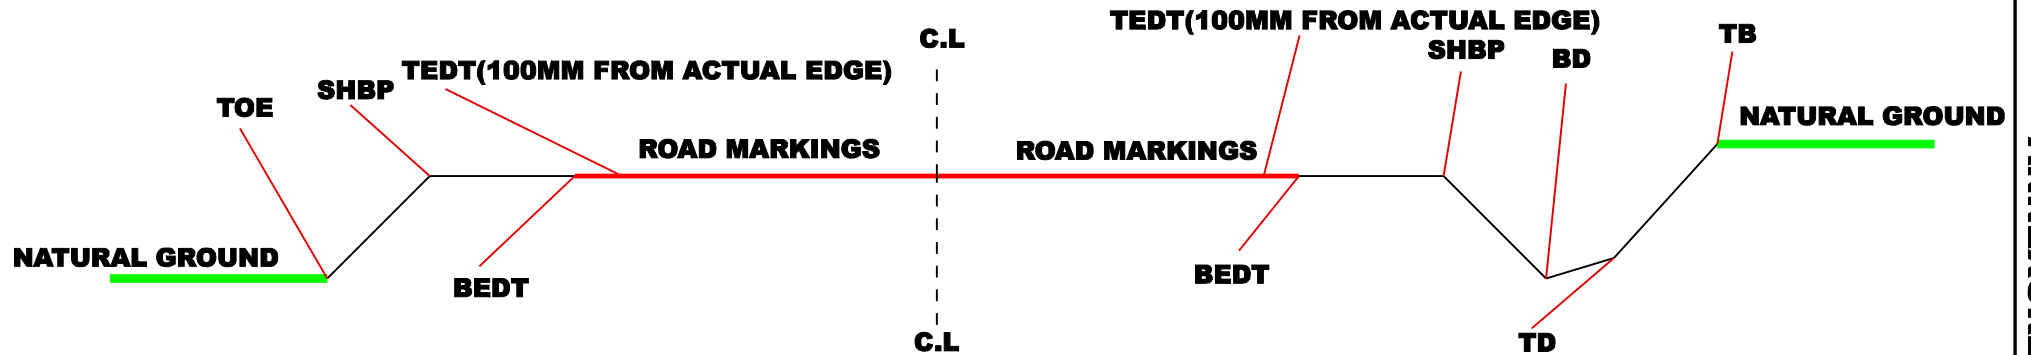 TEDT(100MM FROM ACTUAL EDGE)
C.L
TB
SHBP
BD
TEDT(100MM FROM ACTUAL EDGE)
SHBP
TOE
NATURAL GROUND
ROAD MARKINGS
ROAD MARKINGS
NATURAL GROUND
BEDT
BEDT
C.L
TD